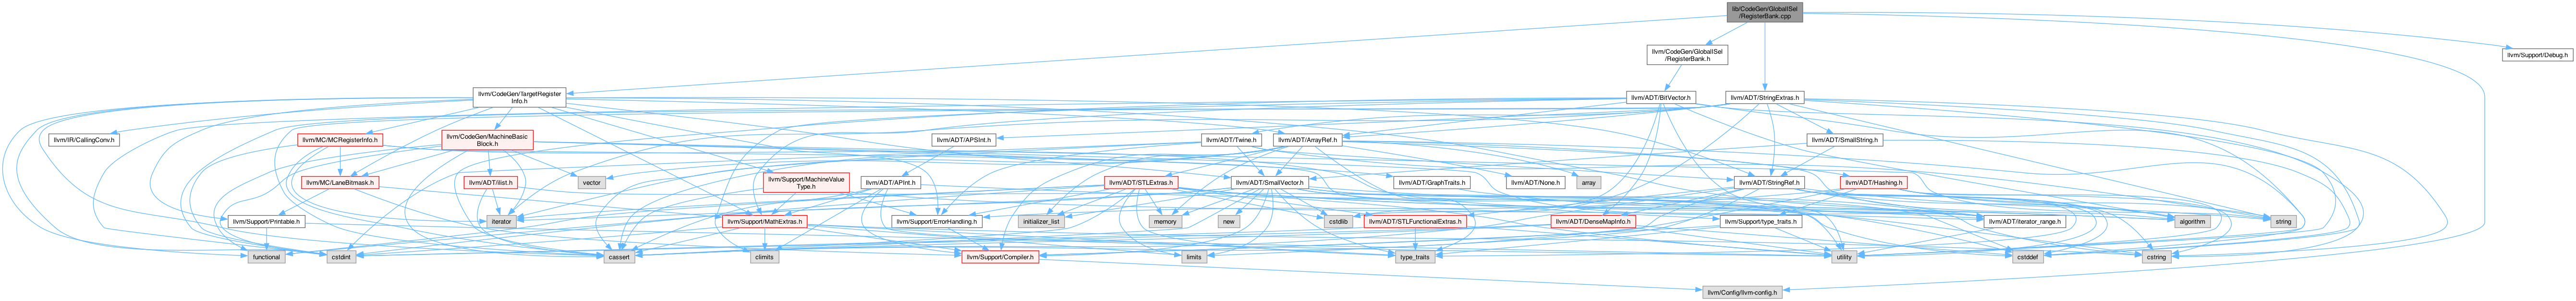 lib/CodeGen/GlobalISel
/RegisterBank.cpp
llvm/CodeGen/GlobalISel
/RegisterBank.h
llvm/Support/Debug.h
llvm/CodeGen/TargetRegister
Info.h
llvm/ADT/BitVector.h
llvm/ADT/StringExtras.h
llvm/IR/CallingConv.h
llvm/MC/MCRegisterInfo.h
llvm/CodeGen/MachineBasic
Block.h
llvm/ADT/APSInt.h
llvm/ADT/Twine.h
llvm/ADT/ArrayRef.h
llvm/ADT/SmallString.h
llvm/MC/LaneBitmask.h
llvm/ADT/ilist.h
vector
llvm/Support/MachineValue
Type.h
llvm/ADT/APInt.h
llvm/ADT/STLExtras.h
llvm/ADT/SmallVector.h
llvm/ADT/GraphTraits.h
llvm/ADT/None.h
array
llvm/ADT/StringRef.h
llvm/ADT/Hashing.h
llvm/Support/Printable.h
iterator
llvm/Support/MathExtras.h
llvm/Support/ErrorHandling.h
initializer_list
memory
new
cstdlib
llvm/ADT/STLFunctionalExtras.h
llvm/ADT/DenseMapInfo.h
llvm/Support/type_traits.h
llvm/ADT/iterator_range.h
algorithm
string
functional
cstdint
cassert
climits
llvm/Support/Compiler.h
limits
type_traits
utility
cstddef
cstring
llvm/Config/llvm-config.h